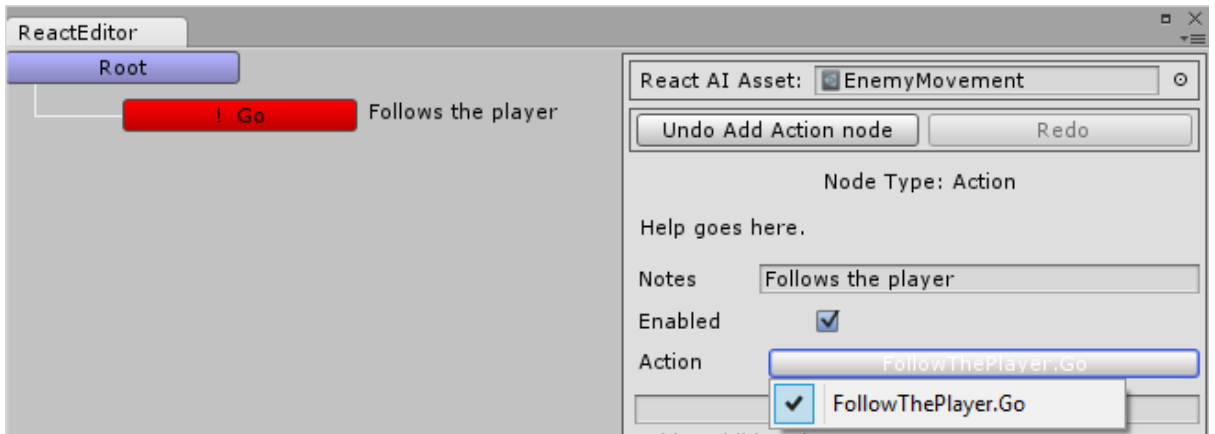 ReactEditor
Root
! Go
Follows the player
React AI Asset: EnemyMovement
Undo Add Action node
Redo
Node Type: Action
Help goes here.
Notes
Follows the player
Enabled
Action
FollowThePlayer.Go
FollowThePlayer.Go